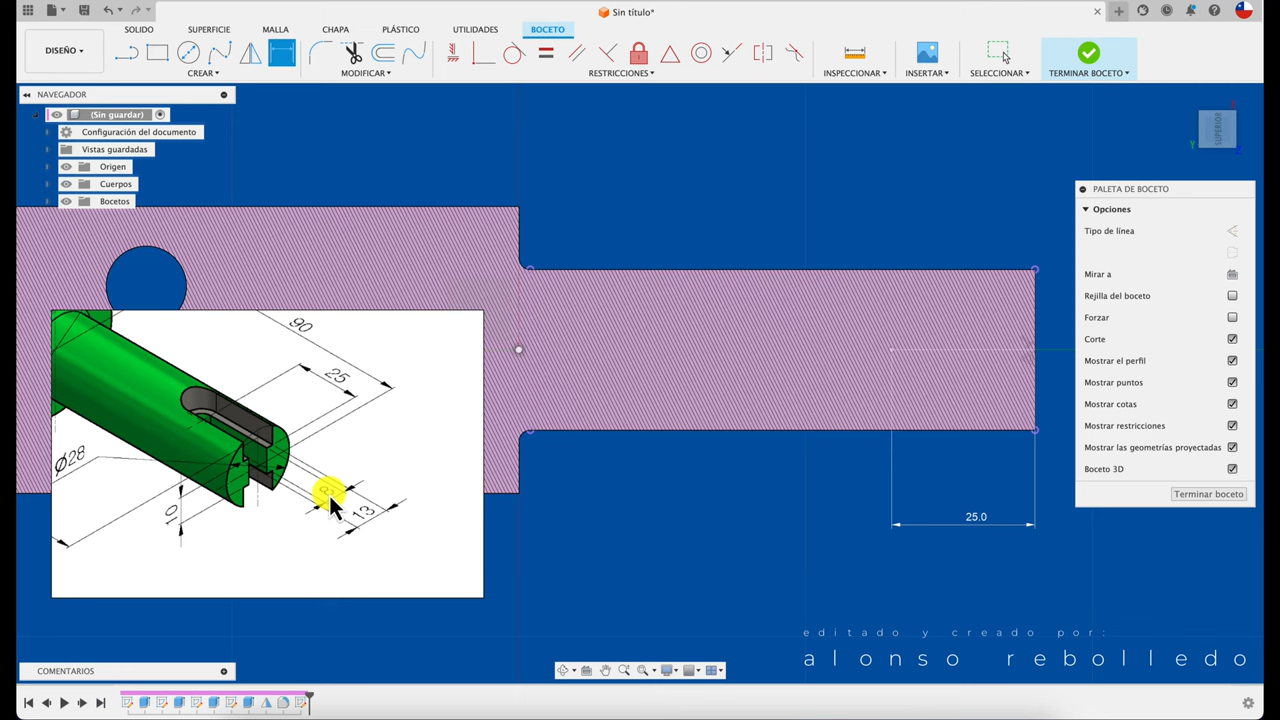 Sin título*
SOLIDO
SUPERFICIE
MALLA
CHAPA
PLÁSTICO
UTILIDADES
BOCETO
DISEÑO
CREAR
MODIFICAR
RESTRICCIONES
INSPECCIONAR
INSERTAR
SELECCIONAR
TERMINAR BOCETO
NAVEGADOR
(Sin guardar)
Configuración del documento
Vistas guardadas
Origen
Cuerpos
Bocetos
SUPERIOR
Y
PALETA DE BOCETO
Opciones
Tipo de línea
Mirar a
Rejilla del boceto
Forzar
Corte
Mostrar el perfil
Mostrar puntos
Mostrar cotas
Mostrar restricciones
Mostrar las geometrías proyectadas
Boceto 3D
Terminar boceto
90
25
Ø28
8
13
10
25.0
editado y creado por:
alonso rebolledo
COMENTARIOS